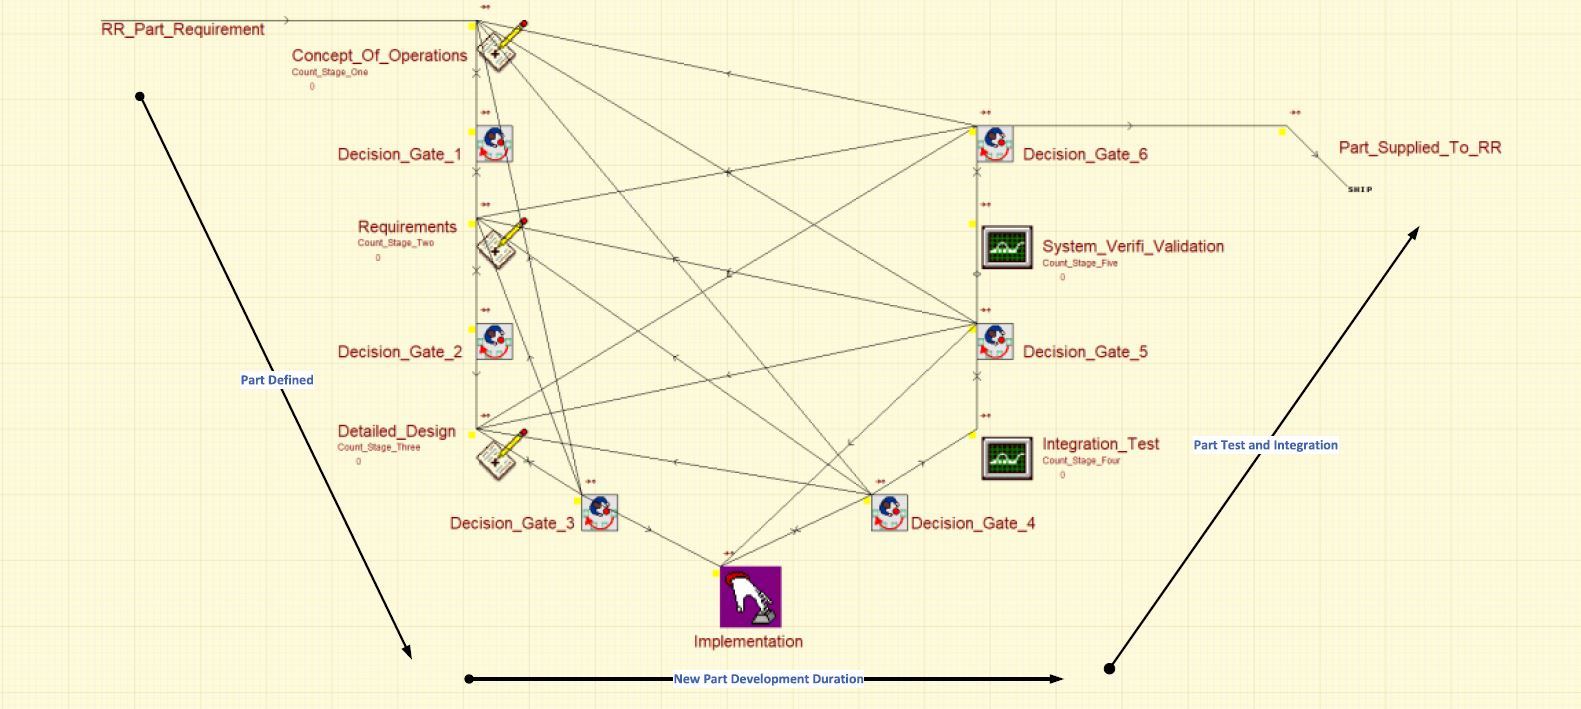 RR_Part_Requirement
Concept_Of_Operations
Count_Stage_One
0
Decision_Gate_1
Decision_Gate_6
Part_Supplied_To_RR
SHIP
Requirements
Count_Stage_Two
0
System_Verifi_Validation
Count_Stage_Five
0
Decision_Gate_2
Decision_Gate_5
Part Defined
Detailed_Design
Count_Stage_Three
0
Integration_Test
Count_Stage_Four
0
Part Test and Integration
Decision_Gate_3
Decision_Gate_4
Implementation
New Part Development Duration